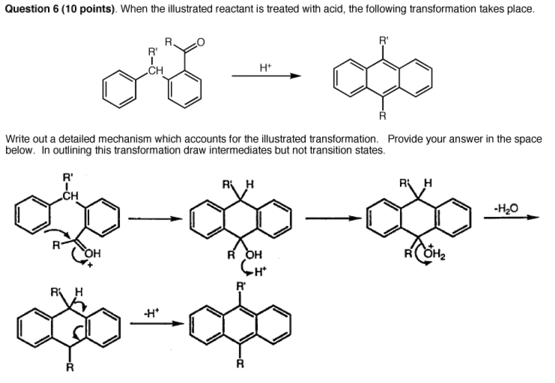 Question 6 (10 points). When the illustrated reactant is treated with acid, the following transformation takes place.
R O
R'
CH
H+
R'
R
Write out a detailed mechanism which accounts for the illustrated transformation. Provide your answer in the space
below. In outlining this transformation draw intermediates but not transition states.
R'
CH
R OH
+
R' H
R OH
H+
R' H
R OH2
+
-H2O
R' H
R
-H+
R'
R